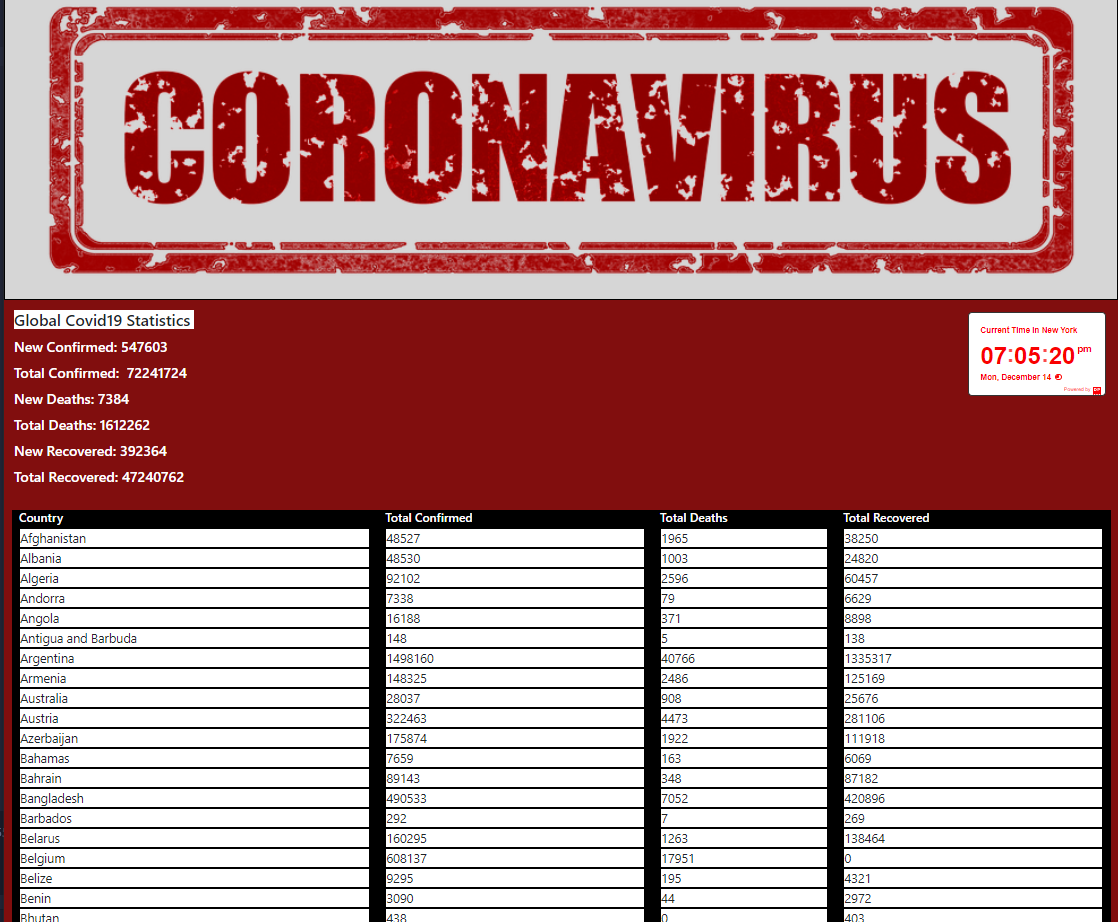 CORONAVIRUS
Global Covid19 Statistics
New Confirmed: 547603
Total Confirmed: 72241724
New Deaths: 7384
Total Deaths: 1612262
New Recovered: 392364
Total Recovered: 47240762
Current Time in New York
07:05:20 pm
Mon, December 14
Powered by
Country Total Confirmed Total Deaths Total Recovered
Afghanistan 48527 1965 38250
Albania 48530 1003 24820
Algeria 92102 2596 60457
Andorra 7338 79 6629
Angola 16188 371 8898
Antigua and Barbuda 148 5 138
Argentina 1498160 40766 1335317
Armenia 148325 2486 125169
Australia 28037 908 25676
Austria 322463 4473 281106
Azerbaijan 175874 1922 111918
Bahamas 7659 163 6069
Bahrain 89143 348 87182
Bangladesh 490533 7052 420896
Barbados 292 7 269
Belarus 160295 1263 138464
Belgium 608137 17951 0
Belize 9295 195 4321
Benin 3090 44 2972
Bhutan 438 0 403